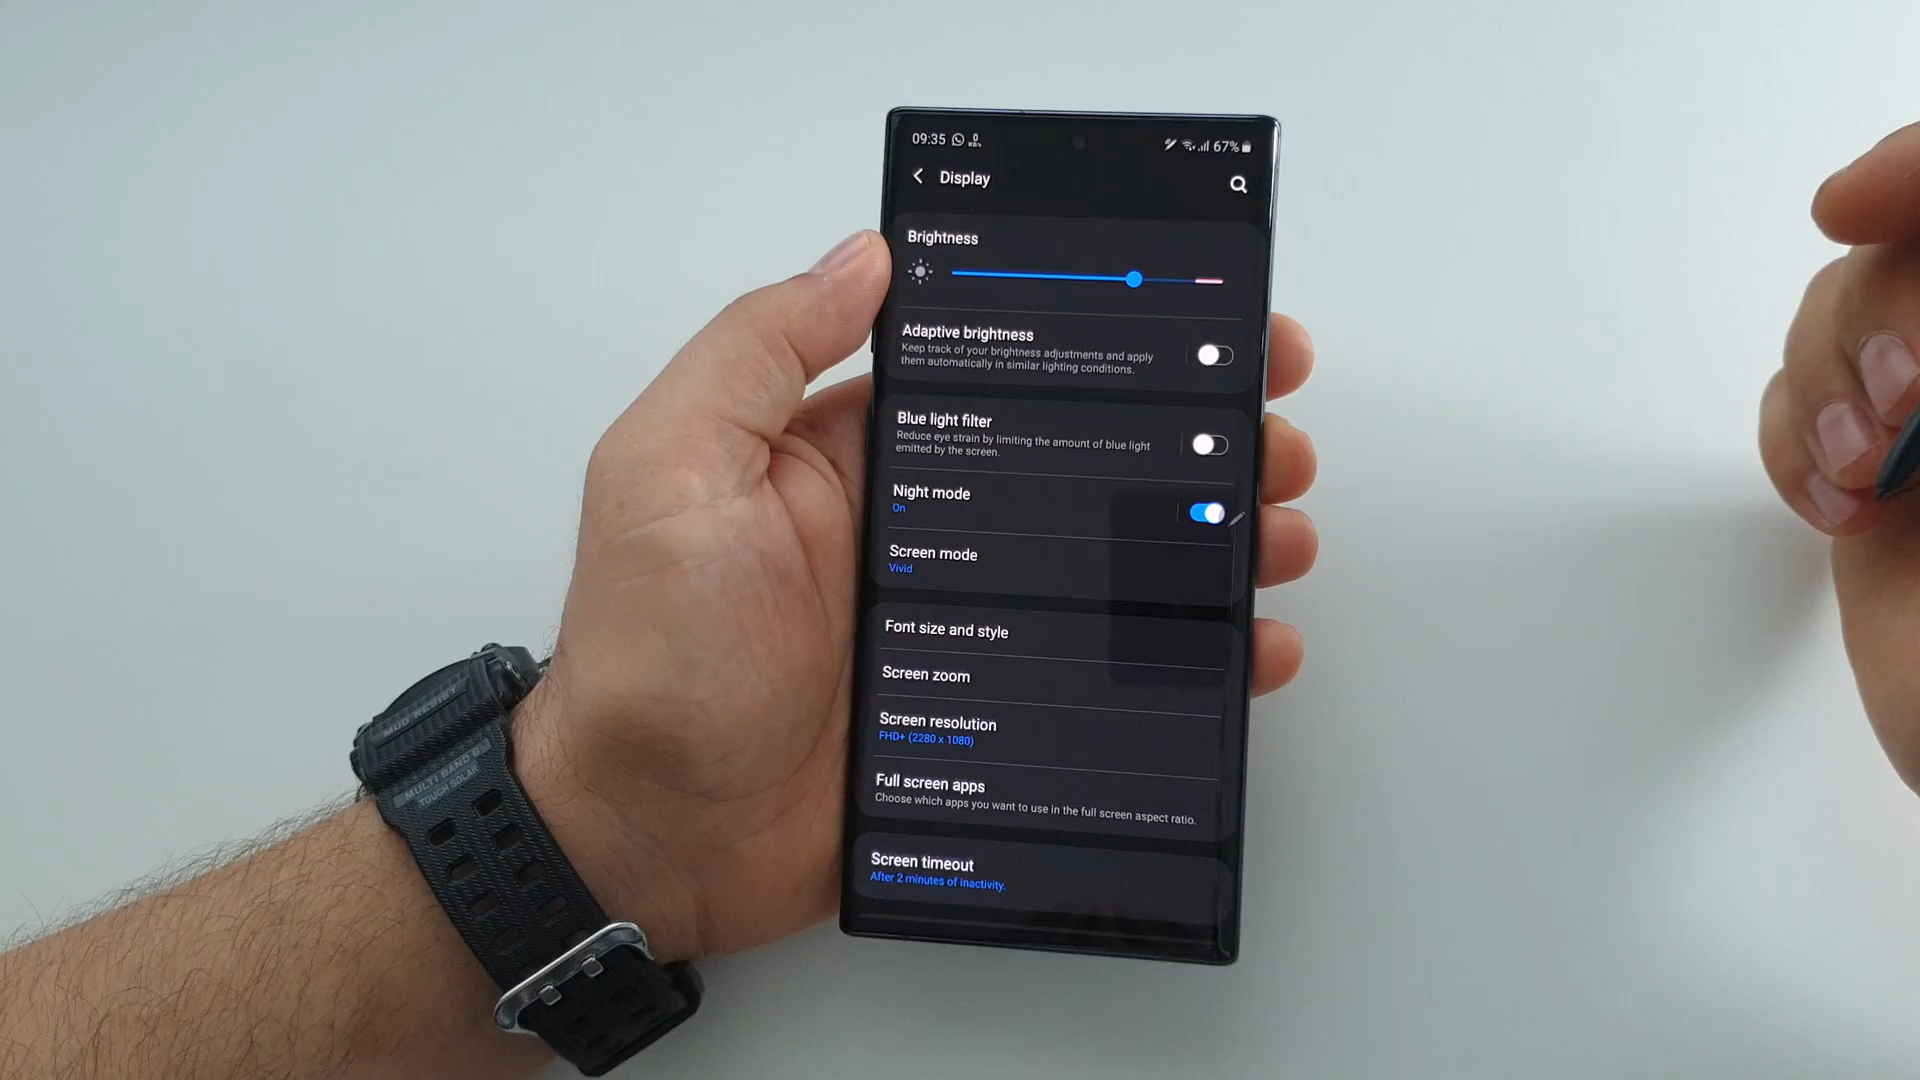 09:35 0 KB/s 67%
Display
Brightness
Adaptive brightness
Keep track of your brightness adjustments and apply
them automatically in similar lighting conditions.
Blue light filter
Reduce eye strain by limiting the amount of blue light
emitted by the screen.
Night mode
On
Screen mode
Vivid
Font size and style
Screen zoom
Screen resolution
FHD+ (2280 x 1080)
Full screen apps
Choose which apps you want to use in the full screen aspect ratio.
Screen timeout
After 2 minutes of inactivity.
MUD RESIST
MULTI BAND 6
TOUGH SOLAR